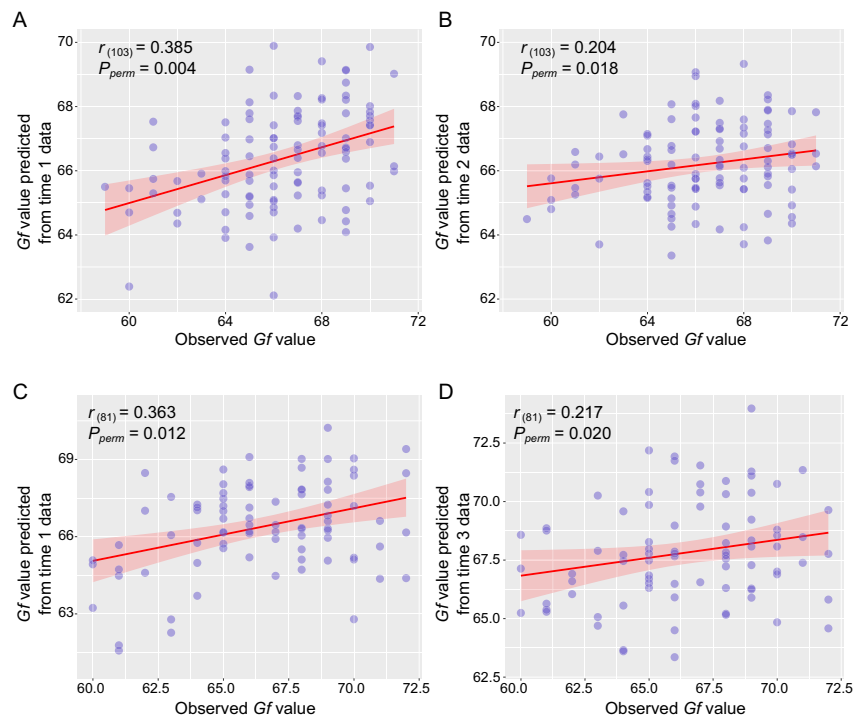 A
r (103) = 0.385
P perm = 0.004
Gf value predicted
from time 1 data
70
68
66
64
62
60
64
68
72
Observed Gf value
B
r (103) = 0.204
P perm = 0.018
Gf value predicted
from time 2 data
70
68
66
64
62
60
64
68
72
Observed Gf value
C
r (81) = 0.363
P perm = 0.012
Gf value predicted
from time 1 data
69
66
63
60.0
62.5
65.0
67.5
70.0
72.5
Observed Gf value
D
r (81) = 0.217
P perm = 0.020
Gf value predicted
from time 3 data
72.5
70.0
67.5
65.0
62.5
60.0
62.5
65.0
67.5
70.0
72.5
Observed Gf value